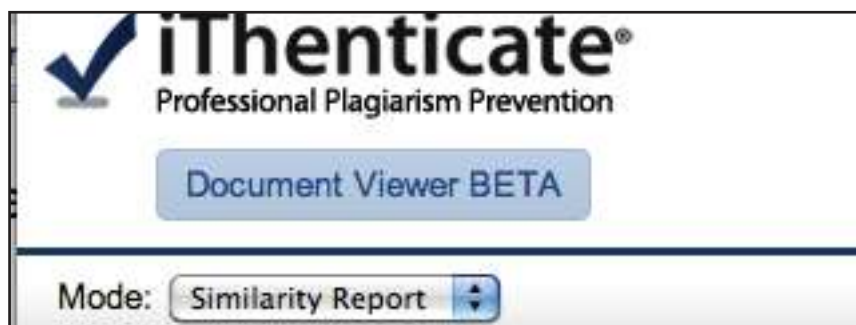 iThenticate®
Professional Plagiarism Prevention
Document Viewer BETA
Mode: Similarity Report